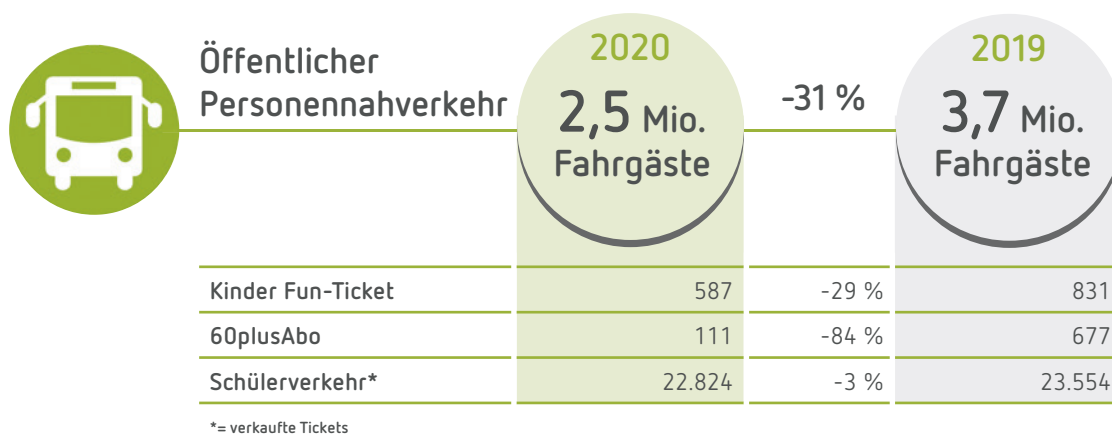 Öffentlicher
Personennahverkehr
2020
2,5 Mio.
Fahrgäste
-31 %
2019
3,7 Mio.
Fahrgäste
Kinder Fun-Ticket 587 -29 % 831
60plusAbo 111 -84 % 677
Schülerverkehr* 22.824 -3 % 23.554
*= verkaufte Tickets